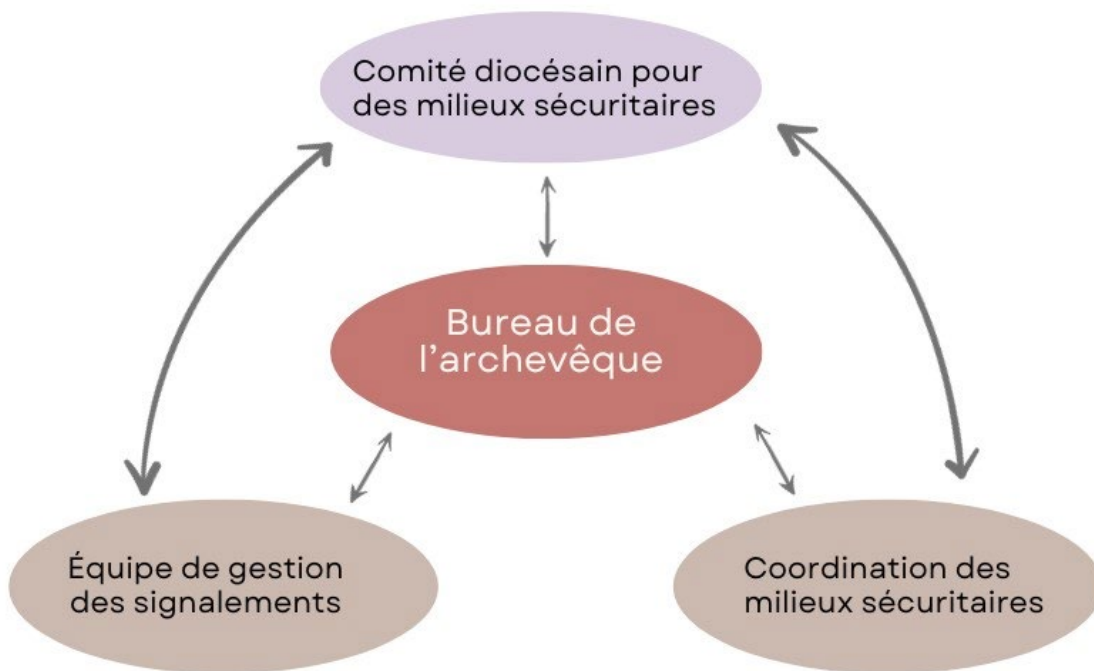 Comité diocésain pour
des milieux sécuritaires
Bureau de
l'archevêque
Équipe de gestion
des signalements
Coordination des
milieux sécuritaires